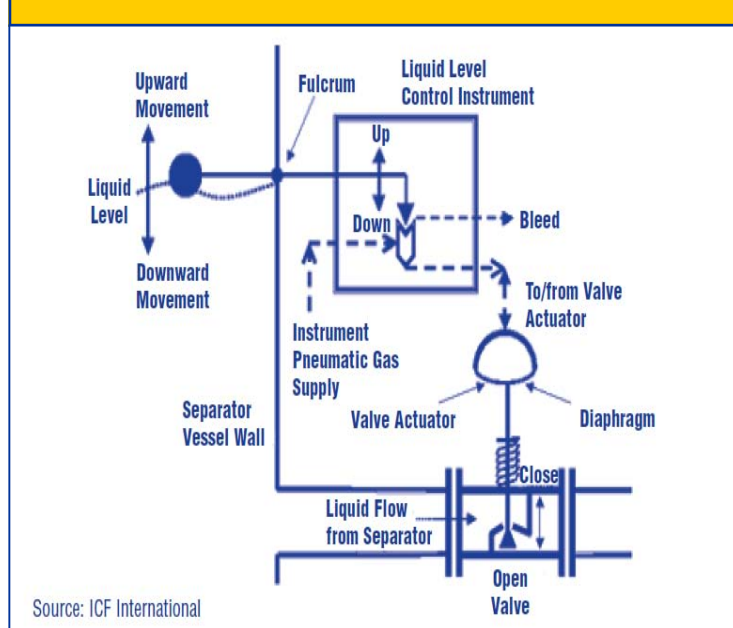 Upward
Movement
Fulcrum
Liquid Level
Control Instrument
Up
Liquid
Level
Down
Bleed
Downward
Movement
To/from Valve
Actuator
Instrument
Pneumatic Gas
Supply
Separator
Vessel Wall
Valve Actuator
Diaphragm
Close
Liquid Flow
from Separator
Open
Valve
Source: ICF International